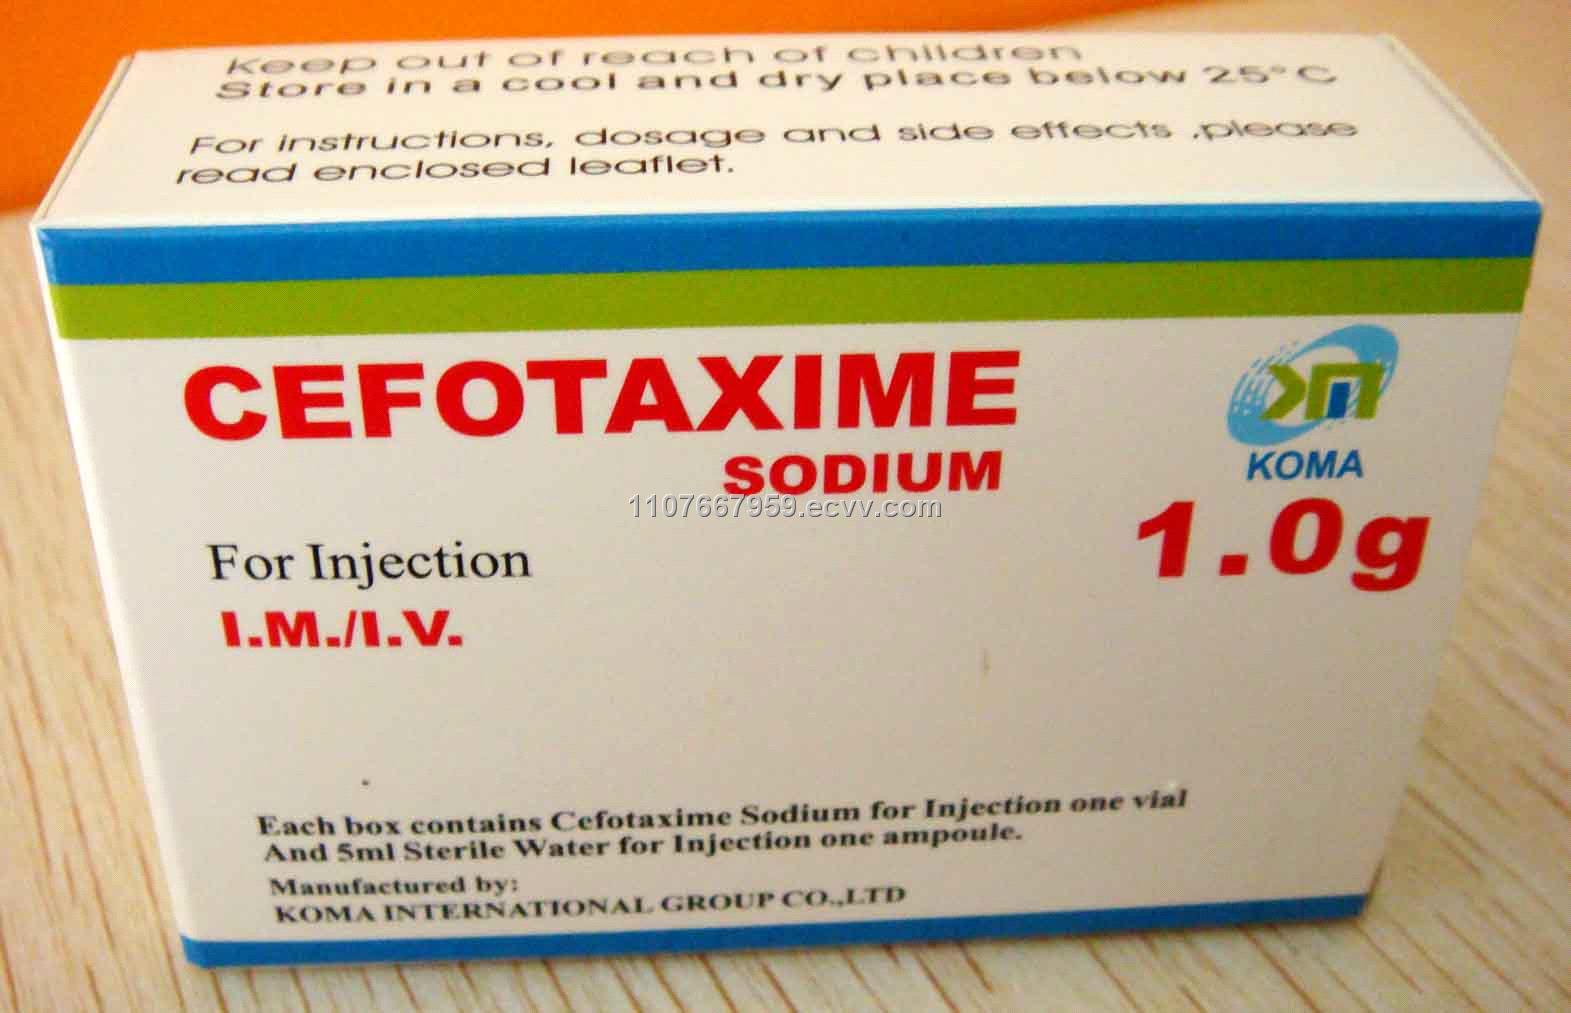 Keep out of reach of children
Store in a cool and dry place below 25°C
For instructions, dosage and side effects ,please
read enclosed leaflet.
CEFOTAXIME
SODIUM
KOMA
1107667959.ecvv.com
1.0g
For Injection
I.M./I.V.
Each box contains Cefotaxime Sodium for Injection one vial
And 5ml Sterile Water for Injection one ampoule.
Manufactured by:
KOMA INTERNATIONAL GROUP CO.,LTD